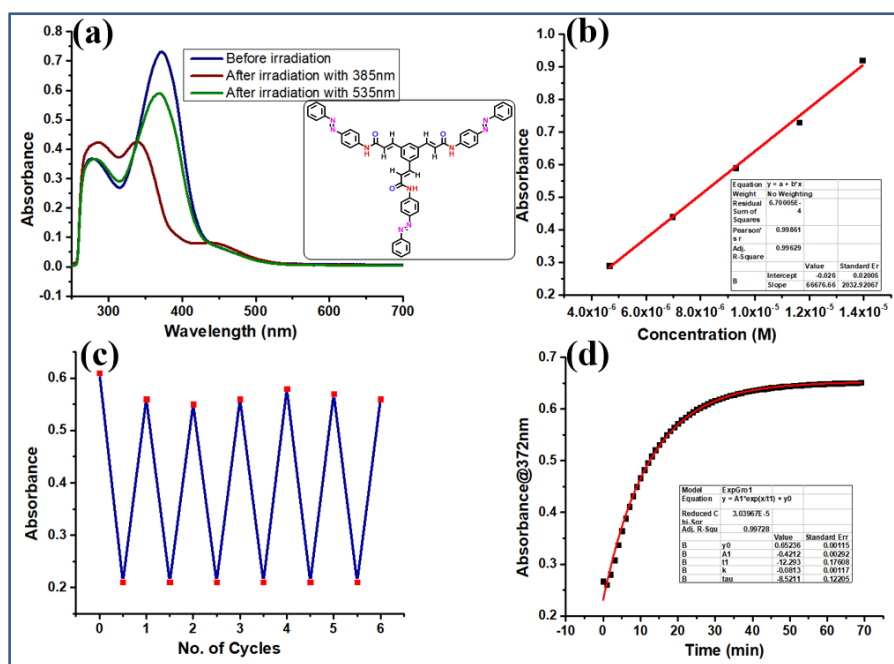 (a)
Before irradiation
After irradiation with 385nm
After irradiation with 535nm
0.8
0.7
0.6
0.5
0.4
0.3
0.2
0.1
0.0
-0.1
Absorbance
300
400
500
600
700
Wavelength (nm)
N
N
O
H
NH
H
H
O
H
HN
N
N
H
H
O
NH
N
N
(b)
1.0
0.9
0.8
0.7
0.6
0.5
0.4
0.3
0.2
Absorbance
4.0x10⁻⁶
6.0x10⁻⁶
8.0x10⁻⁶
1.0x10⁻⁵
1.2x10⁻⁵
1.4x10⁻⁵
Concentration (M)
Equation y = a + b*x
Weight No Weighting
Residual 6.70005E-
Sum of 4
Squares
Pearson' 0.99861
s r
Adj. 0.99629
R-Square
Value Standard Er
B Intercept -0.026 0.02005
Slope 66676.66 2032.92067
(c)
0.6
0.5
0.4
0.3
0.2
Absorbance
0
1
2
3
4
5
6
No. of Cycles
(d)
0.6
0.5
0.4
0.3
0.2
Absorbance@372nm
-10
0
10
20
30
40
50
60
70
Time (min)
Model ExpGro1
Equation y = A1*exp(x/t1) + y0
Reduced C 3.03967E-5
hi-Sqr
Adj. R-Squ 0.99728
Value Standard Err
B y0 0.65236 0.00115
B A1 -0.4212 0.00292
B t1 -12.293 0.17608
B k -0.0813 0.00117
B tau -8.5211 0.12205